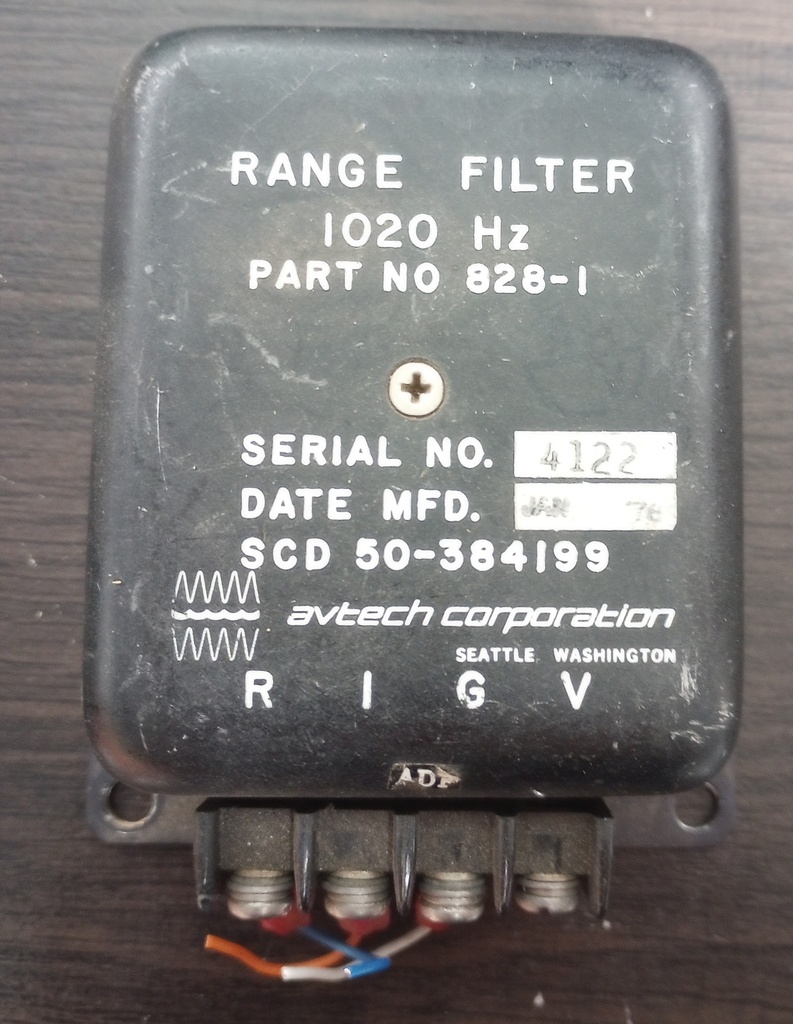 RANGE FILTER
1020 Hz
PART NO 828-1
SERIAL NO. 4122
DATE MFD. JAN 76
SCD 50-384199
avtech corporation
SEATTLE WASHINGTON
R I G V
ADF